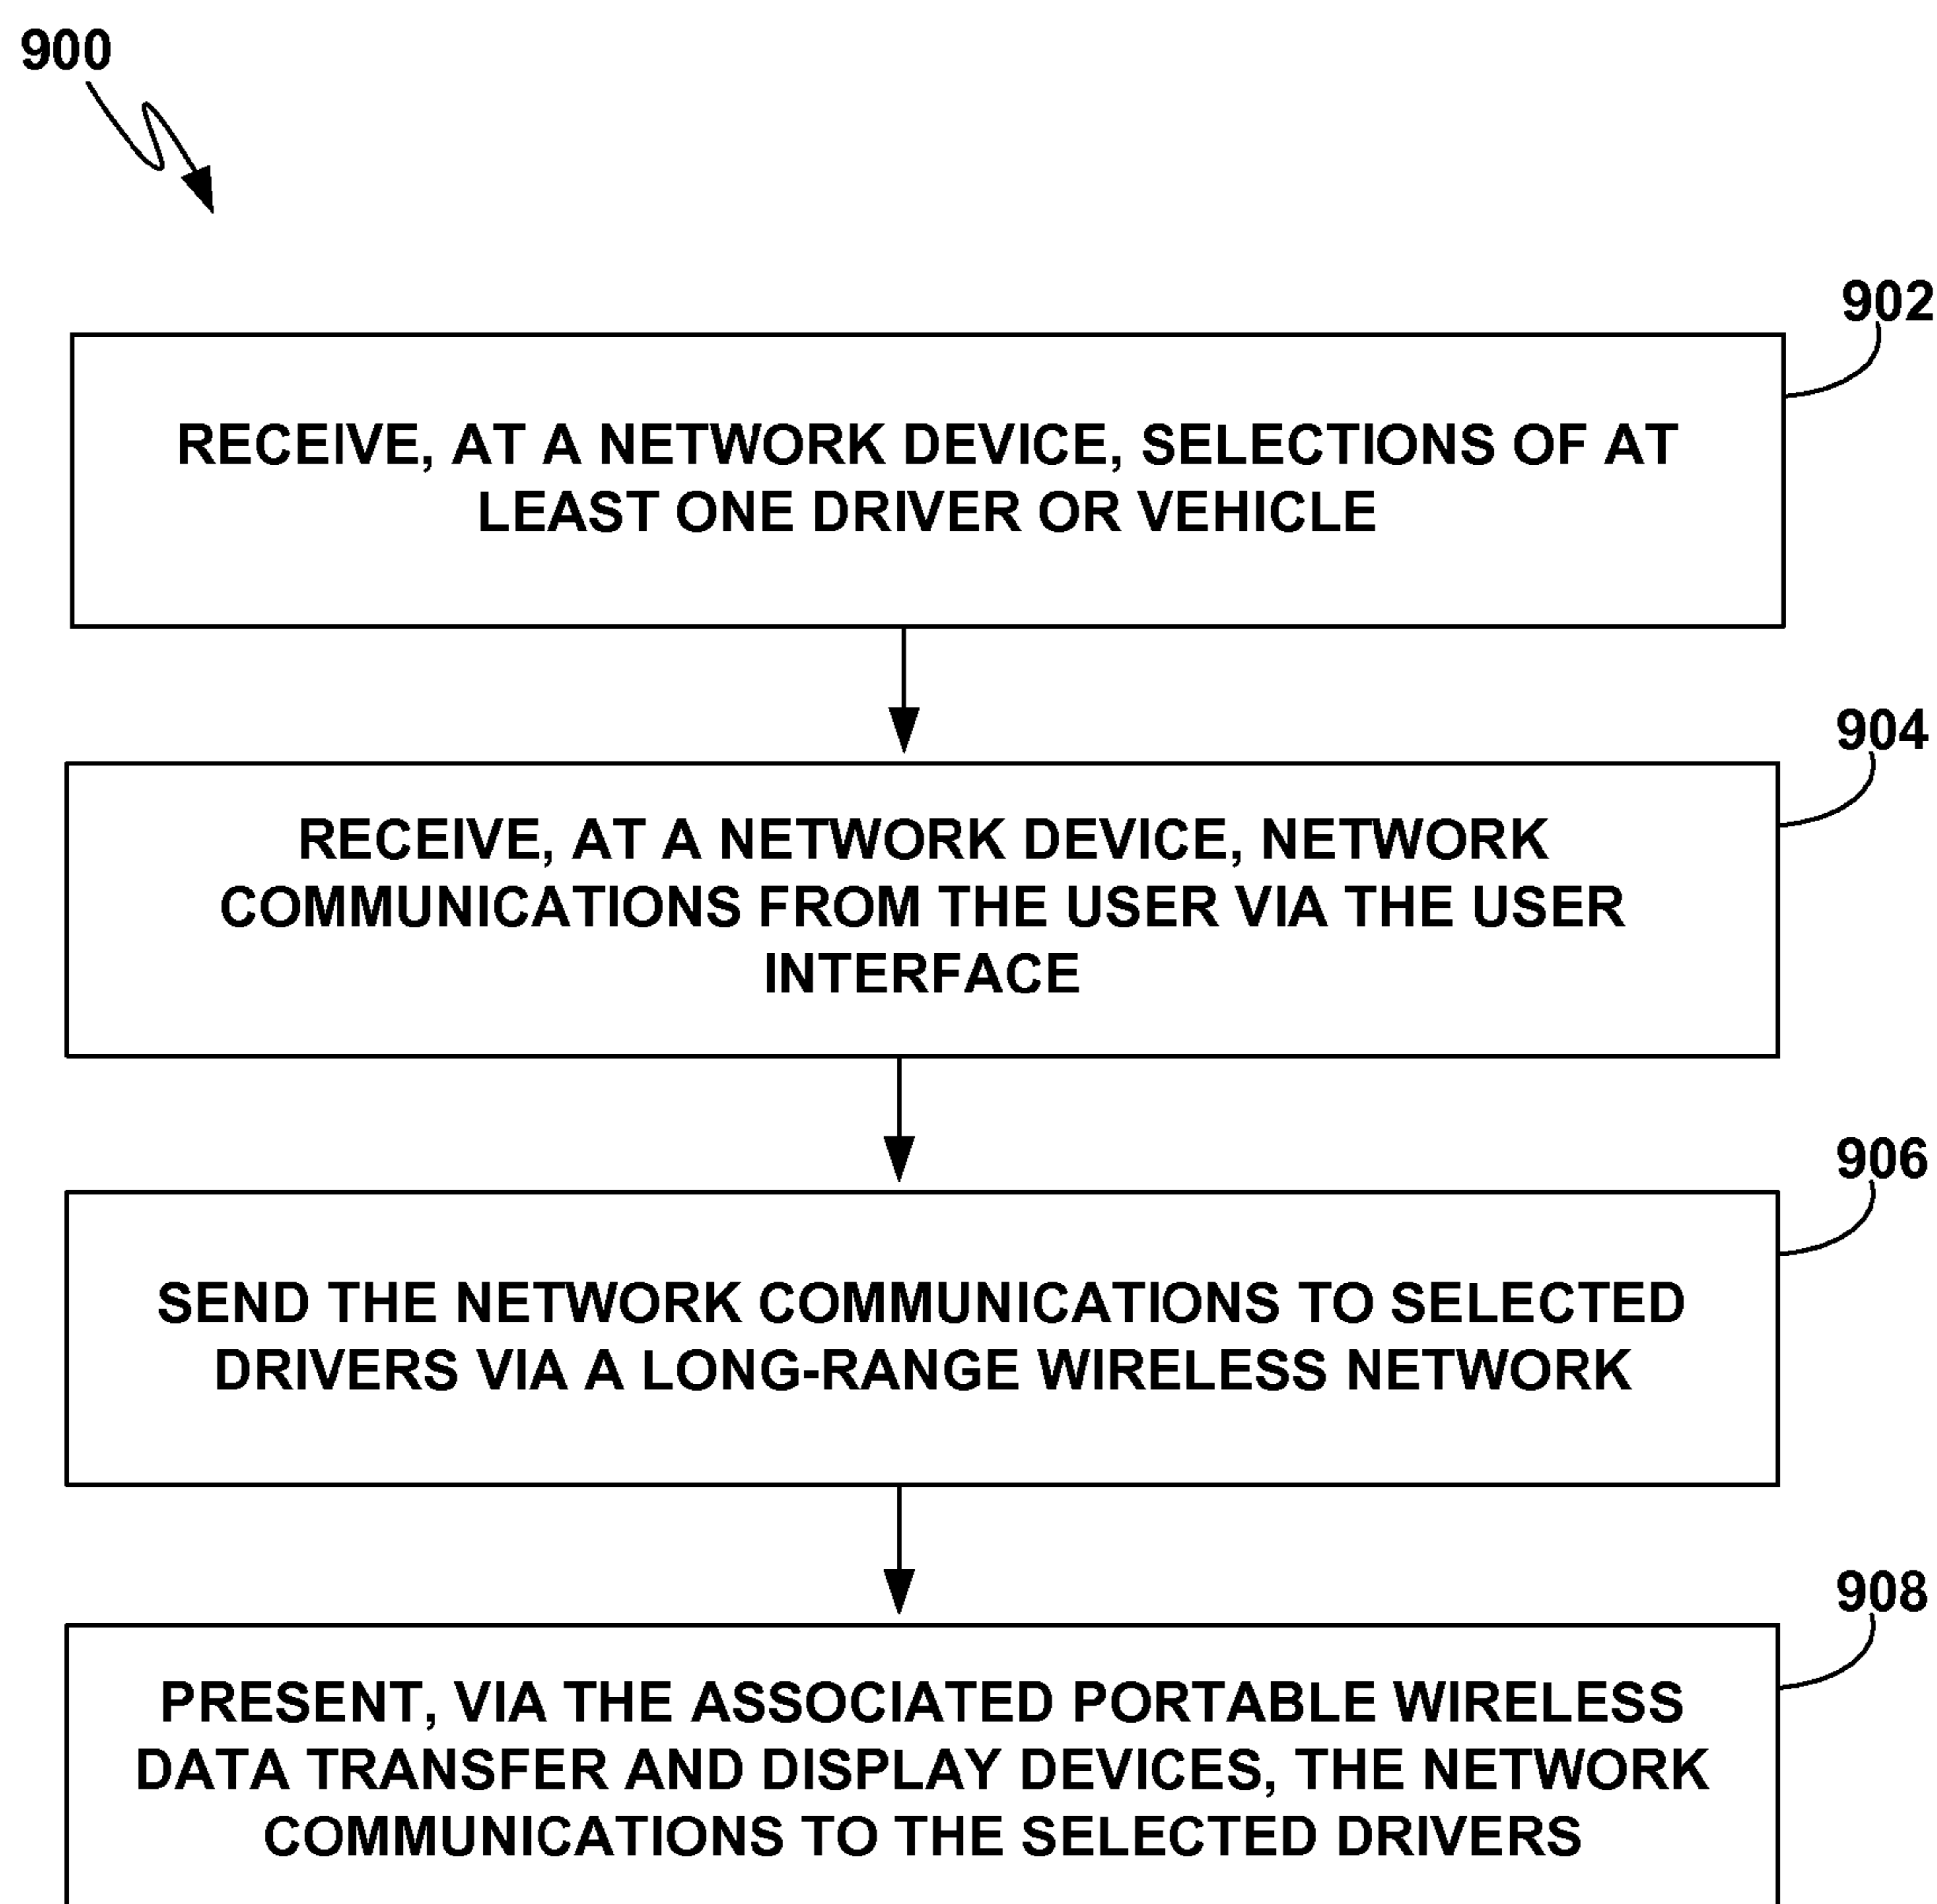 900
902
RECEIVE, AT A NETWORK DEVICE, SELECTIONS OF AT
LEAST ONE DRIVER OR VEHICLE
904
RECEIVE, AT A NETWORK DEVICE, NETWORK
COMMUNICATIONS FROM THE USER VIA THE USER
INTERFACE
906
SEND THE NETWORK COMMUNICATIONS TO SELECTED
DRIVERS VIA A LONG-RANGE WIRELESS NETWORK
908
PRESENT, VIA THE ASSOCIATED PORTABLE WIRELESS
DATA TRANSFER AND DISPLAY DEVICES, THE NETWORK
COMMUNICATIONS TO THE SELECTED DRIVERS